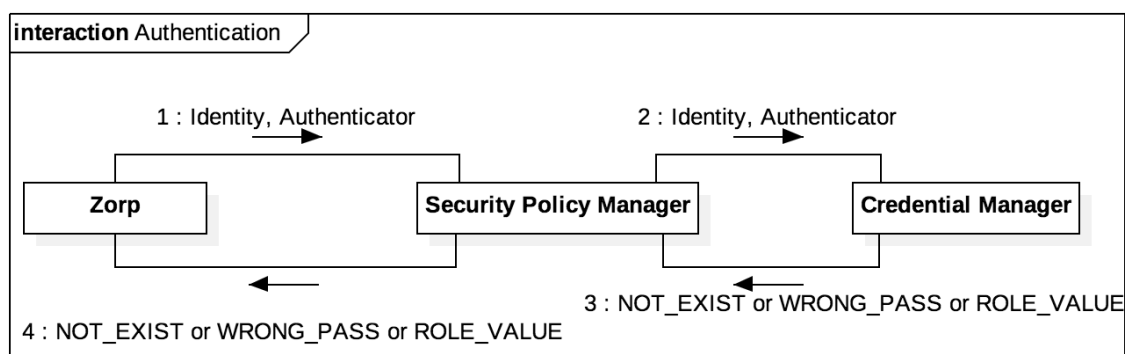 interaction Authentication
1 : Identity, Authenticator
2 : Identity, Authenticator
Zorp
Security Policy Manager
Credential Manager
3 : NOT_EXIST or WRONG_PASS or ROLE_VALUE
4 : NOT_EXIST or WRONG_PASS or ROLE_VALUE